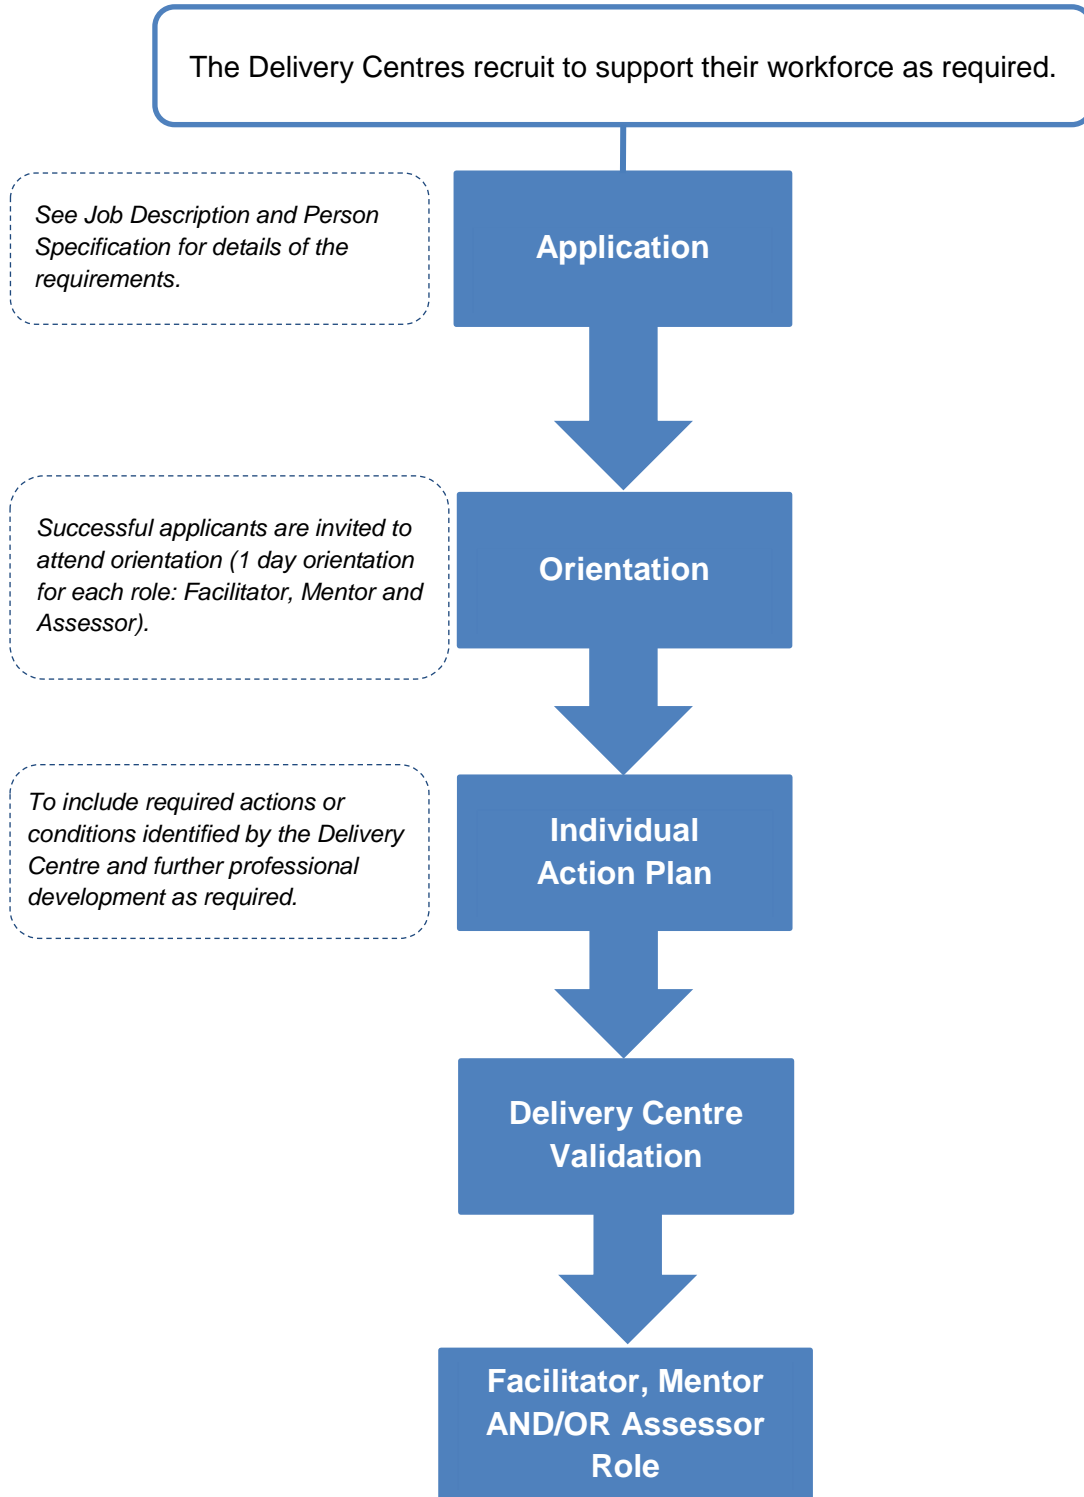 The Delivery Centres recruit to support their workforce as required.
See Job Description and Person
Specification for details of the
requirements.
Application
Successful applicants are invited to
attend orientation (1 day orientation
for each role: Facilitator, Mentor and
Assessor).
Orientation
To include required actions or
conditions identified by the Delivery
Centre and further professional
development as required.
Individual
Action Plan
Delivery Centre
Validation
Facilitator, Mentor
AND/OR Assessor
Role